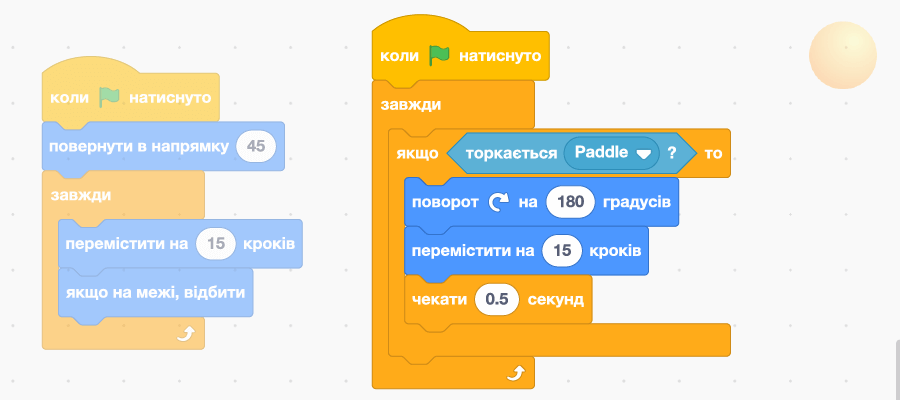 коли натиснуто
повернути в напрямку 45
завжди
перемістити на 15 кроків
якщо на межі, відбити
коли натиснуто
завжди
якщо торкається Paddle ? то
поворот на 180 градусів
перемістити на 15 кроків
чекати 0.5 секунд